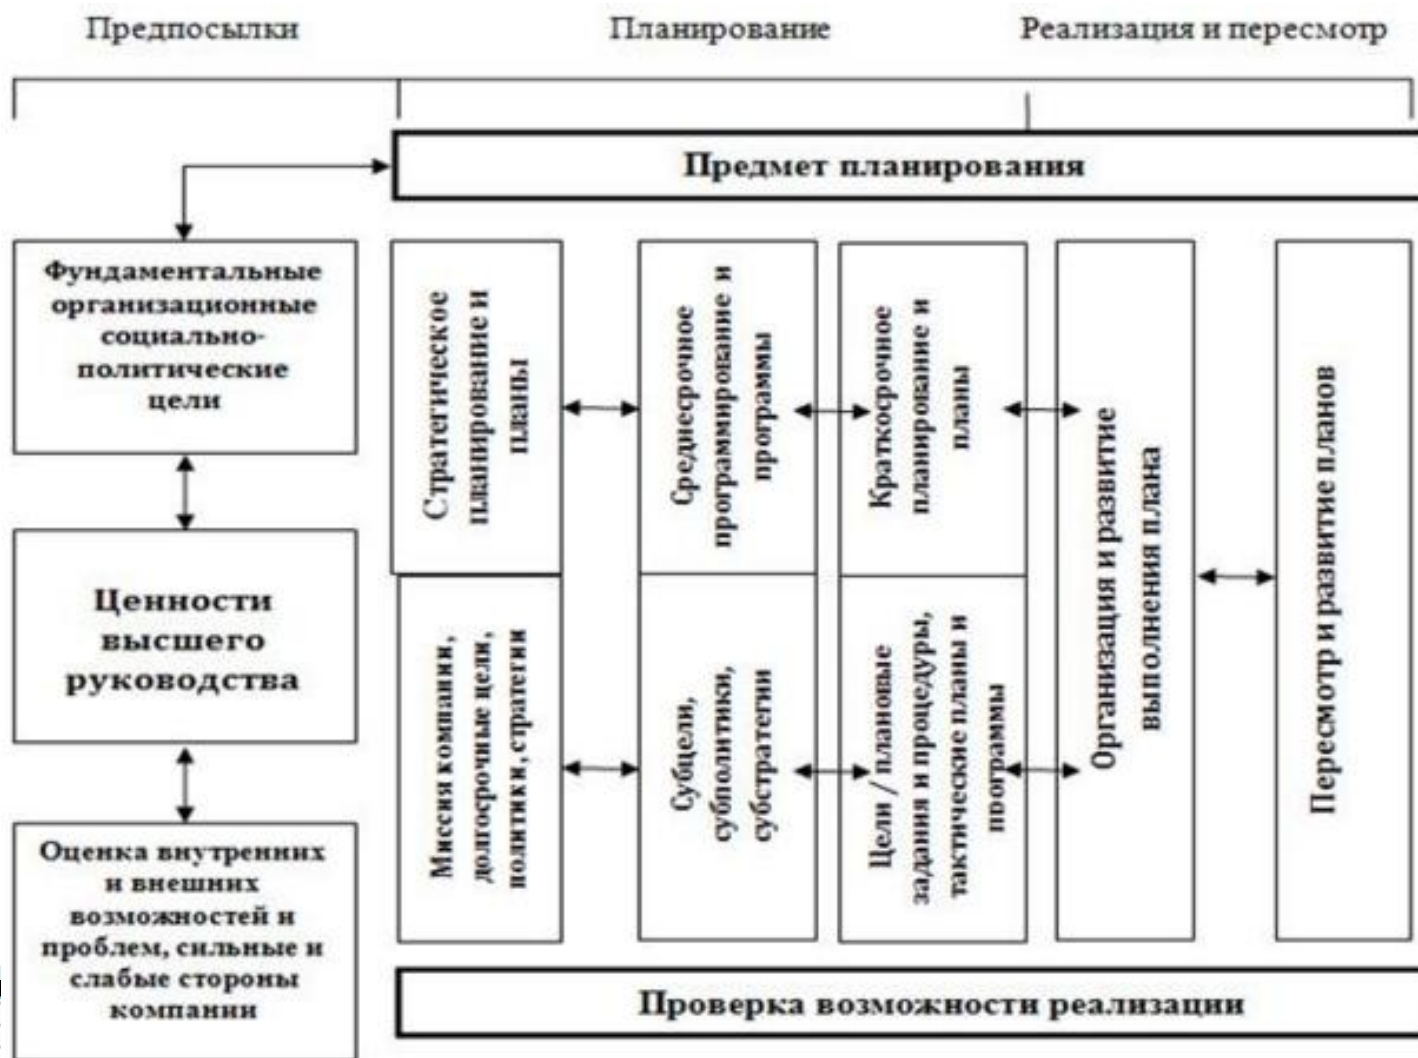 Предпосылки
Планирование
Реализация и пересмотр
Предмет планирования
Фундаментальные
организационные
социально-
политические
цели
Ценности
высшего
руководства
Оценка внутренних
и внешних
возможностей и
проблем, сильные и
слабые стороны
компании
Стратегическое
планирование и
планы
Миссия компании,
долгосрочные цели,
политики, стратегии
Среднесрочное
программирование и
программы
Субцели,
субполитики,
субстратегии
Краткосрочное
планирование и
планы
Цели / плановые
задания и процедуры,
тактические планы и
программы
Организация и развитие
выполнения плана
Пересмотр и развитие планов
Проверка возможности реализации